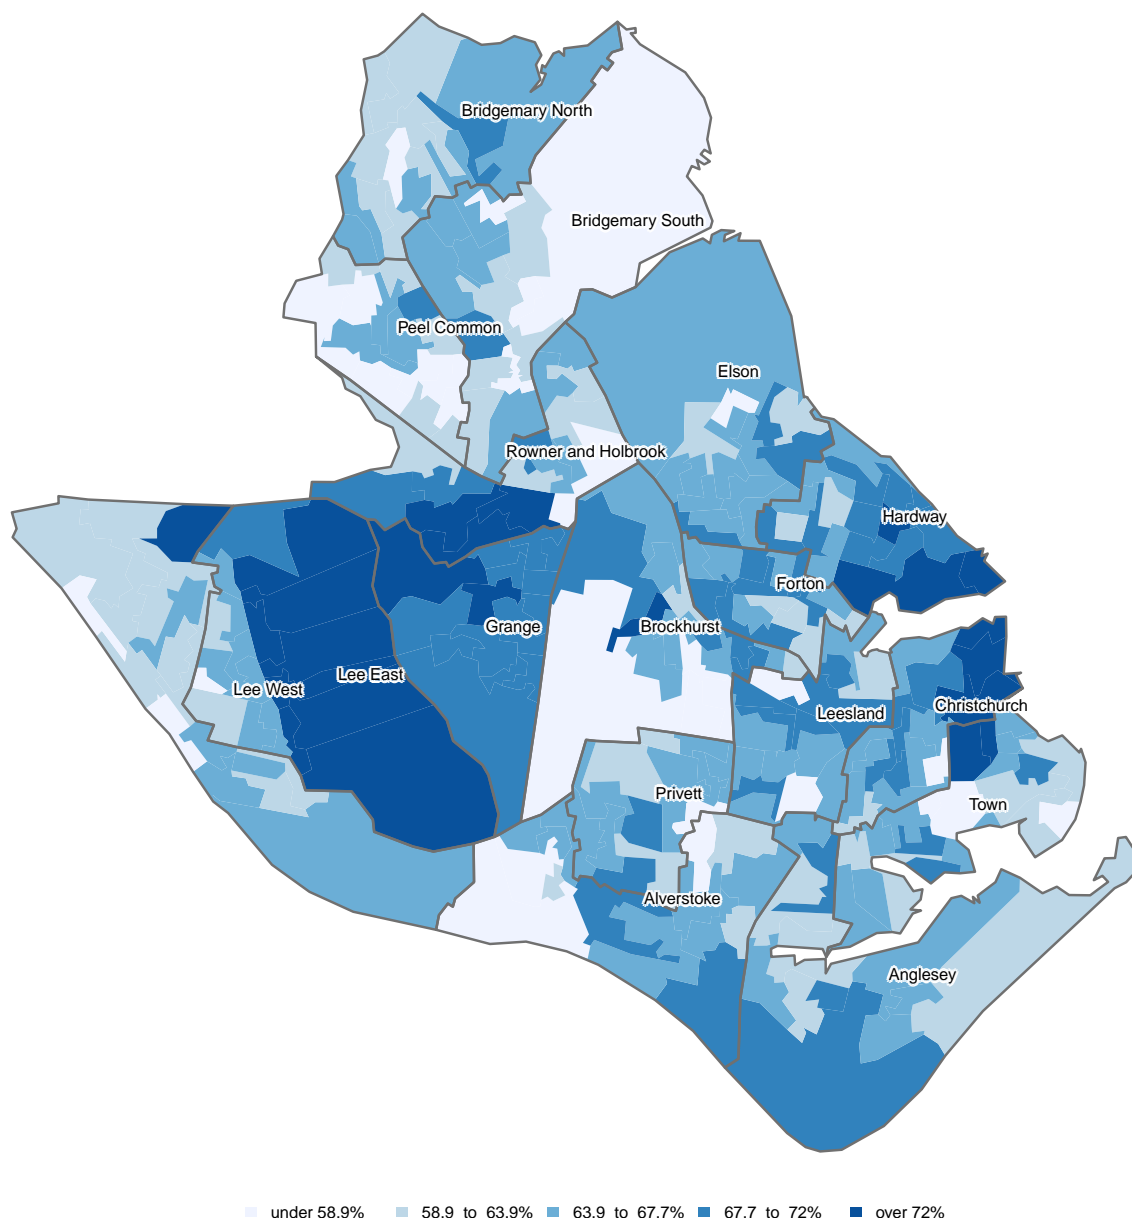 Bridgemary North
Bridgemary South
Peel Common
Elson
Rowner and Holbrook
Hardway
Forton
Grange
Brockhurst
Lee East
Lee West
Christchurch
Leesland
Privett
Town
Alverstoke
Anglesey
under 58.9% 58.9 to 63.9% 63.9 to 67.7% 67.7 to 72% over 72%